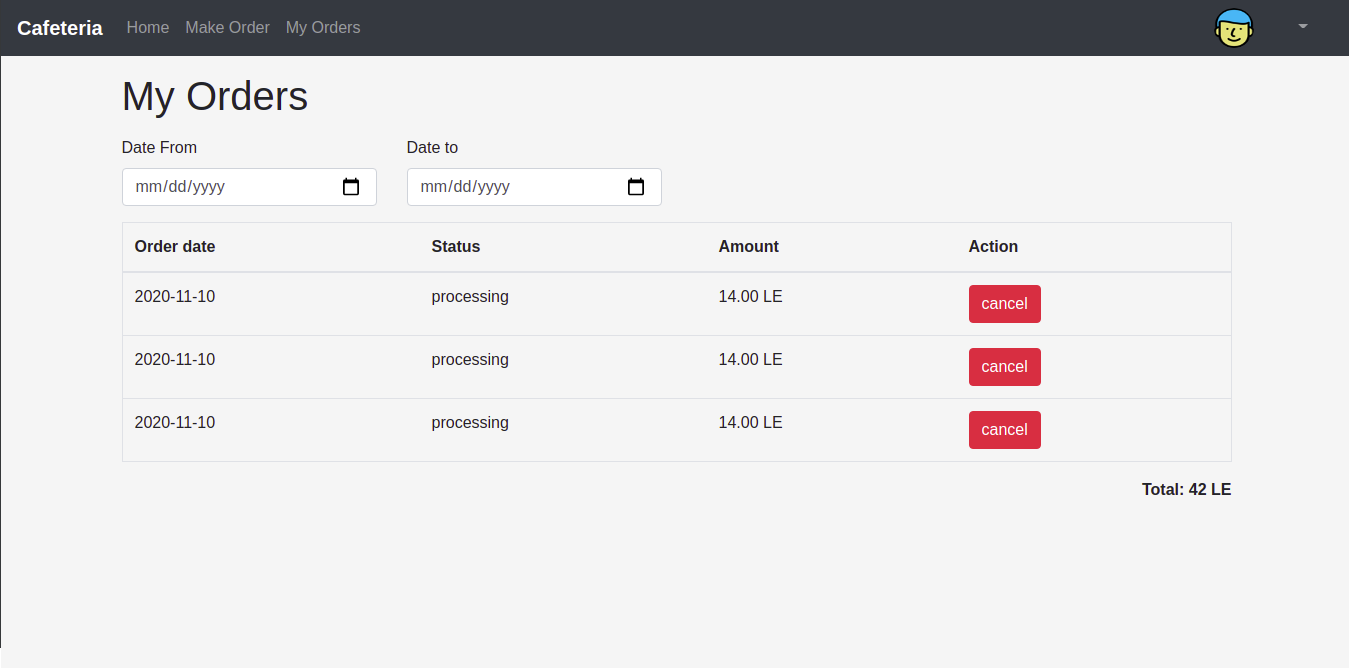 Cafeteria Home Make Order My Orders
My Orders
Date From Date to
mm/dd/yyyy mm/dd/yyyy
Order date Status Amount Action
2020-11-10 processing 14.00 LE cancel
2020-11-10 processing 14.00 LE cancel
2020-11-10 processing 14.00 LE cancel
Total: 42 LE